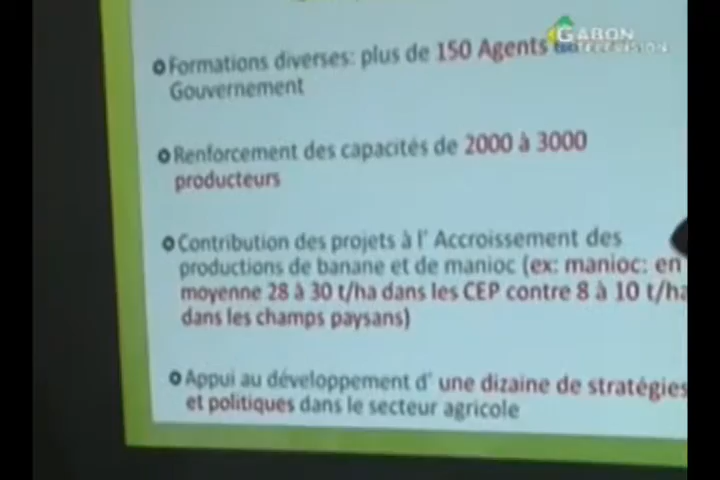 GABON
TELEVISION
Formations diverses: plus de 150 Agents
Gouvernement
Renforcement des capacités de 2000 à 3000
producteurs
Contribution des projets à l' Accroissement des
productions de banane et de manioc (ex: manioc: en
moyenne 28 à 30 t/ha dans les CEP contre 8 à 10 t/ha
dans les champs paysans)
Appui au développement d' une dizaine de stratégies
et politiques dans le secteur agricole